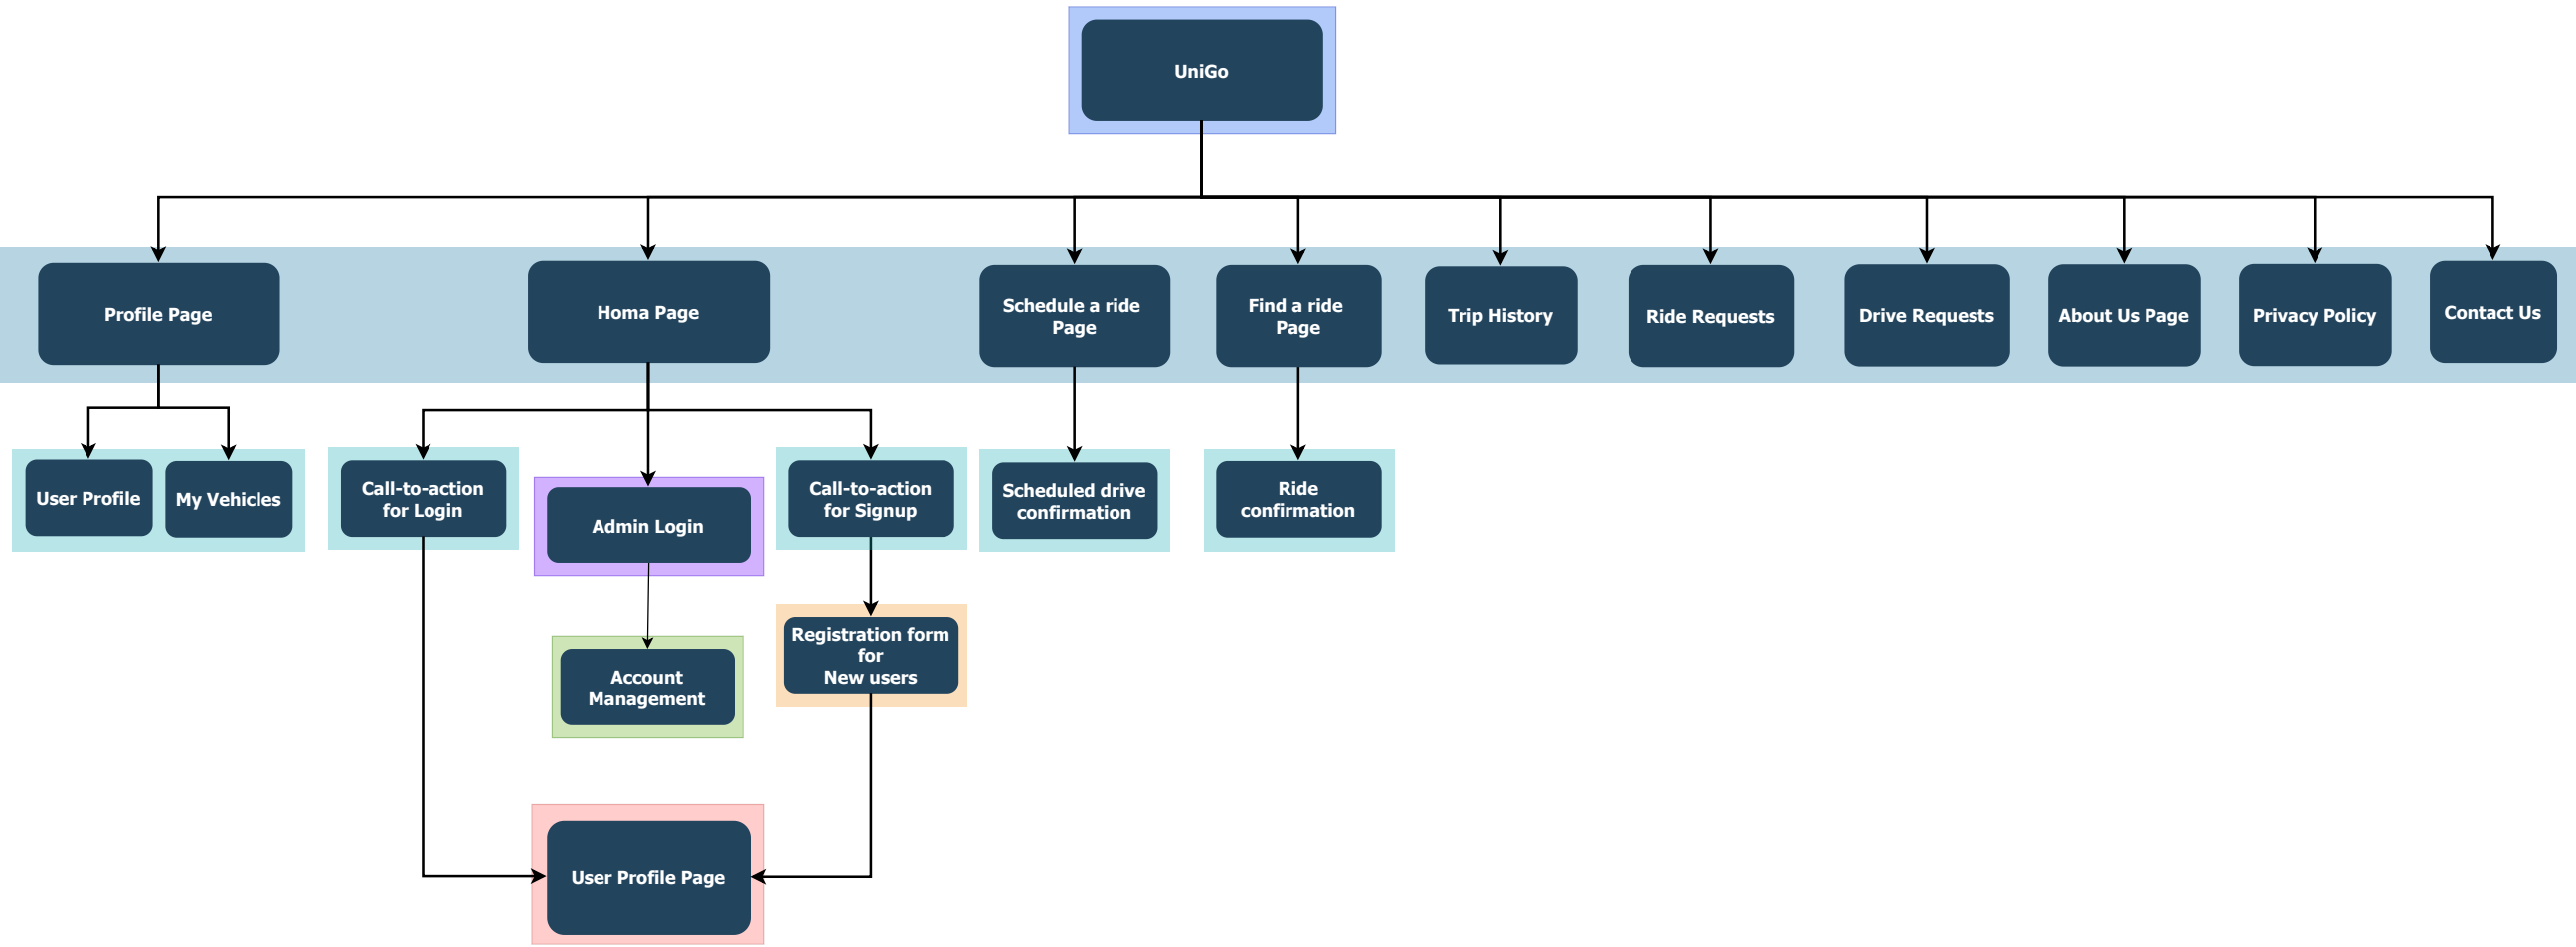 UniGo
Profile Page
Homa Page
Schedule a ride
Page
Find a ride
Page
Trip History
Ride Requests
Drive Requests
About Us Page
Privacy Policy
Contact Us
User Profile
My Vehicles
Call-to-action
for Login
Admin Login
Call-to-action
for Signup
Scheduled drive
confirmation
Ride
confirmation
Account
Management
Registration form
for
New users
User Profile Page